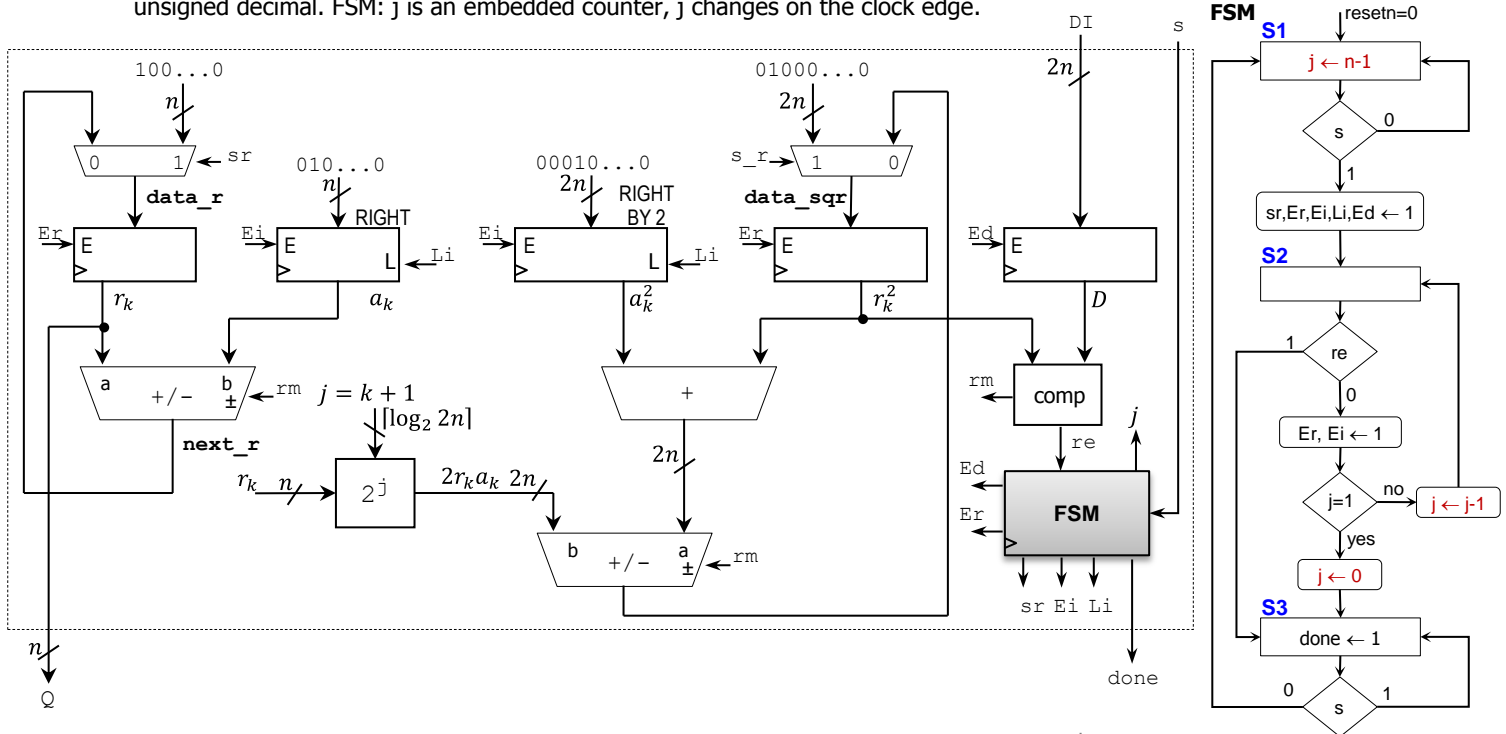 unsigned decimal. FSM: j is an embedded counter, j changes on the clock edge.
FSM
resetn=0
S1
j ← n-1
s
0
1
sr,Er,Ei,Li,Ed ← 1
S2
re
1
0
Er, Ei ← 1
j=1
no
j ← j-1
yes
j ← 0
S3
done ← 1
s
0
1
DI
s
2n
100...0
n
0 1
sr
data_r
010...0
n
RIGHT
00010...0
2n
RIGHT
BY 2
01000...0
2n
s_r
1 0
data_sqr
Er
E
Ei
E
L
Li
Ei
E
L
Li
Er
E
Ed
E
r_k
a_k
a_k^2
r_k^2
D
a
b
+/-
±
rm
next_r
j = k + 1
⌈log₂ 2n⌉
r_k
n
2^j
2r_k a_k
2n
+
2n
b
a
+/-
±
rm
rm
comp
re
j
Ed
Er
FSM
sr Ei Li
done
n
Q